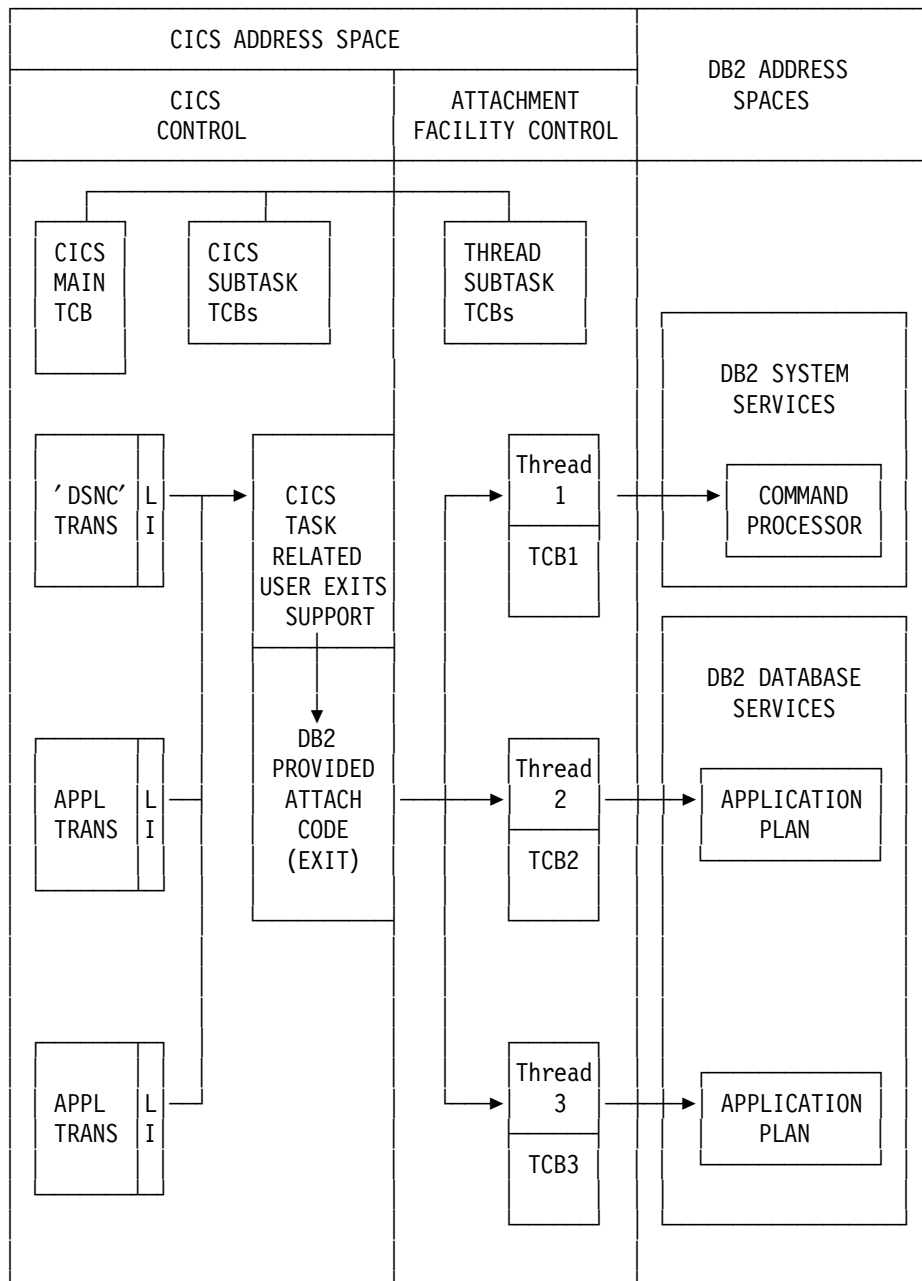 CICS ADDRESS SPACE
DB2 ADDRESS
SPACES
CICS
CONTROL
ATTACHMENT
FACILITY CONTROL
CICS
MAIN
TCB
CICS
SUBTASK
TCBs
THREAD
SUBTASK
TCBs
DB2 SYSTEM
SERVICES
'DSNC'
TRANS
L
I
CICS
TASK
RELATED
USER EXITS
SUPPORT
Thread
1
TCB1
COMMAND
PROCESSOR
DB2 DATABASE
SERVICES
APPL
TRANS
L
I
DB2
PROVIDED
ATTACH
CODE
(EXIT)
Thread
2
TCB2
APPLICATION
PLAN
APPL
TRANS
L
I
Thread
3
TCB3
APPLICATION
PLAN